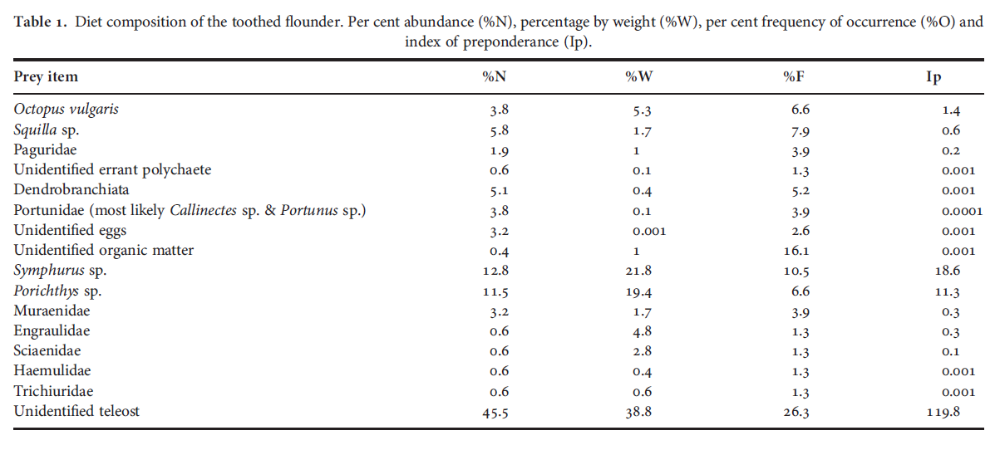 Table 1. Diet composition of the toothed flounder. Per cent abundance (%N), percentage by weight (%W), per cent frequency of occurrence (%O) and
index of preponderance (Ip).
Prey item %N %W %F Ip
Octopus vulgaris 3.8 5.3 6.6 1.4
Squilla sp. 5.8 1.7 7.9 0.6
Paguridae 1.9 1 3.9 0.2
Unidentified errant polychaete 0.6 0.1 1.3 0.001
Dendrobranchiata 5.1 0.4 5.2 0.001
Portunidae (most likely Callinectes sp. & Portunus sp.) 3.8 0.1 3.9 0.0001
Unidentified eggs 3.2 0.001 2.6 0.001
Unidentified organic matter 0.4 1 16.1 0.001
Symphurus sp. 12.8 21.8 10.5 18.6
Porichthys sp. 11.5 19.4 6.6 11.3
Muraenidae 3.2 1.7 3.9 0.3
Engraulidae 0.6 4.8 1.3 0.3
Sciaenidae 0.6 2.8 1.3 0.1
Haemulidae 0.6 0.4 1.3 0.001
Trichiuridae 0.6 0.6 1.3 0.001
Unidentified teleost 45.5 38.8 26.3 119.8